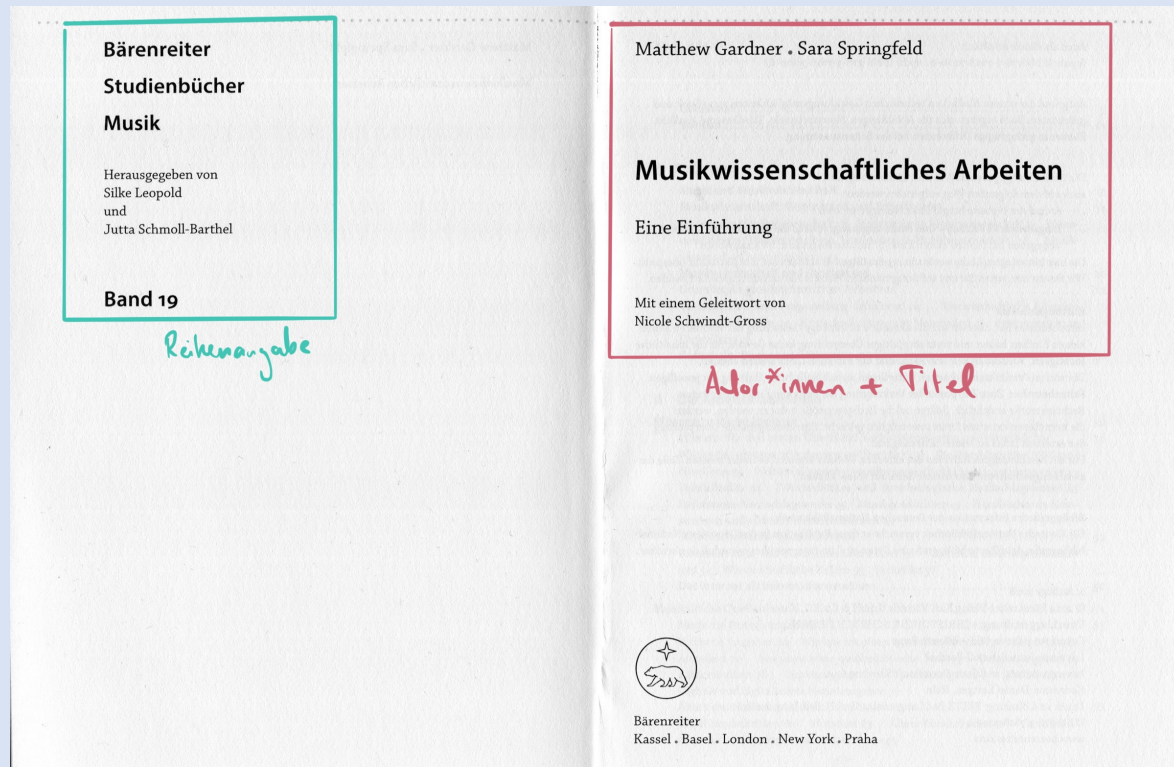 Bärenreiter
Studienbücher
Musik
Herausgegeben von
Silke Leopold
und
Jutta Schmoll-Barthel
Band 19
Reihenangabe
Matthew Gardner • Sara Springfeld
Musikwissenschaftliches Arbeiten
Eine Einführung
Mit einem Geleitwort von
Nicole Schwindt-Gross
Autor*innen + Titel
Bärenreiter
Kassel • Basel • London • New York • Praha